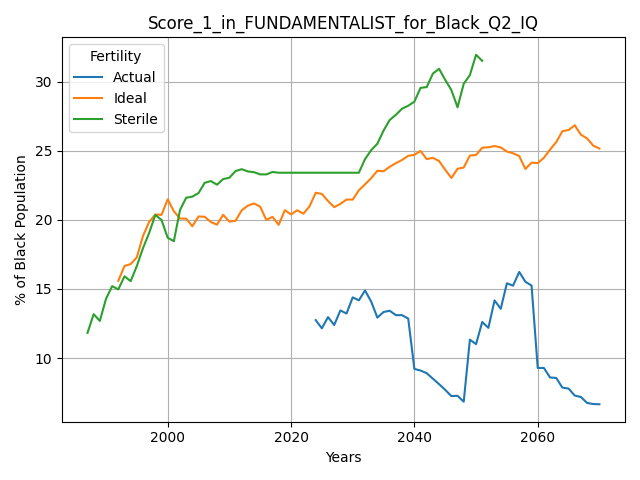 Score_1_in_FUNDAMENTALIST_for_Black_Q2_IQ
Fertility
Actual
Ideal
Sterile
% of Black Population
30
25
20
15
10
2000
2020
2040
2060
Years